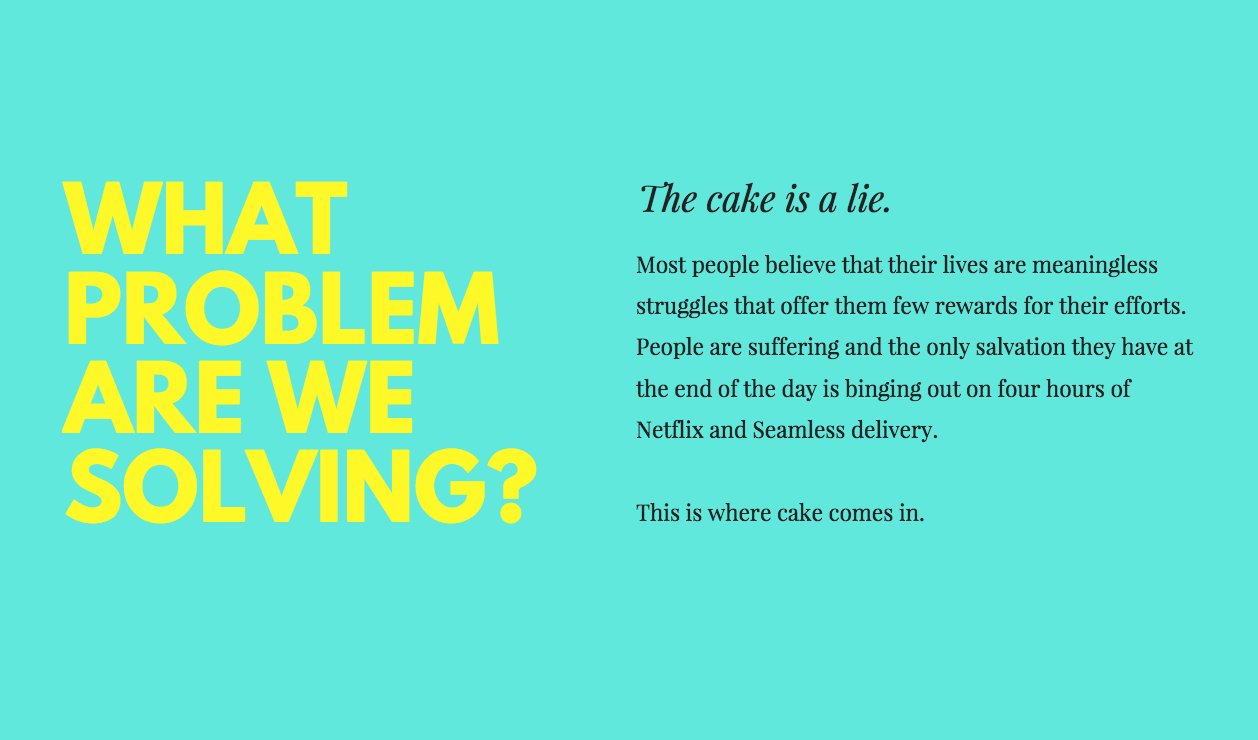 WHAT
PROBLEM
ARE WE
SOLVING?
The cake is a lie.
Most people believe that their lives are meaningless
struggles that offer them few rewards for their efforts.
People are suffering and the only salvation they have at
the end of the day is binging out on four hours of
Netflix and Seamless delivery.
This is where cake comes in.